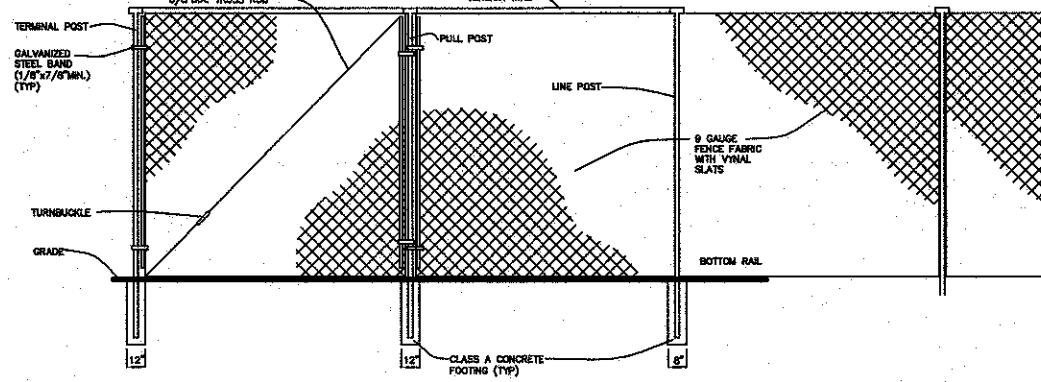 TERMINAL POST
GALVANIZED
STEEL BAND
(1/8"x7/8"MIN.)
(TYP)
PULL POST
LINE POST
9 GAUGE
FENCE FABRIC
WITH VYNAL
SLATS
TURNBUCKLE
GRADE
BOTTOM RAIL
12"
12"
8"
CLASS A CONCRETE
FOOTING (TYP)